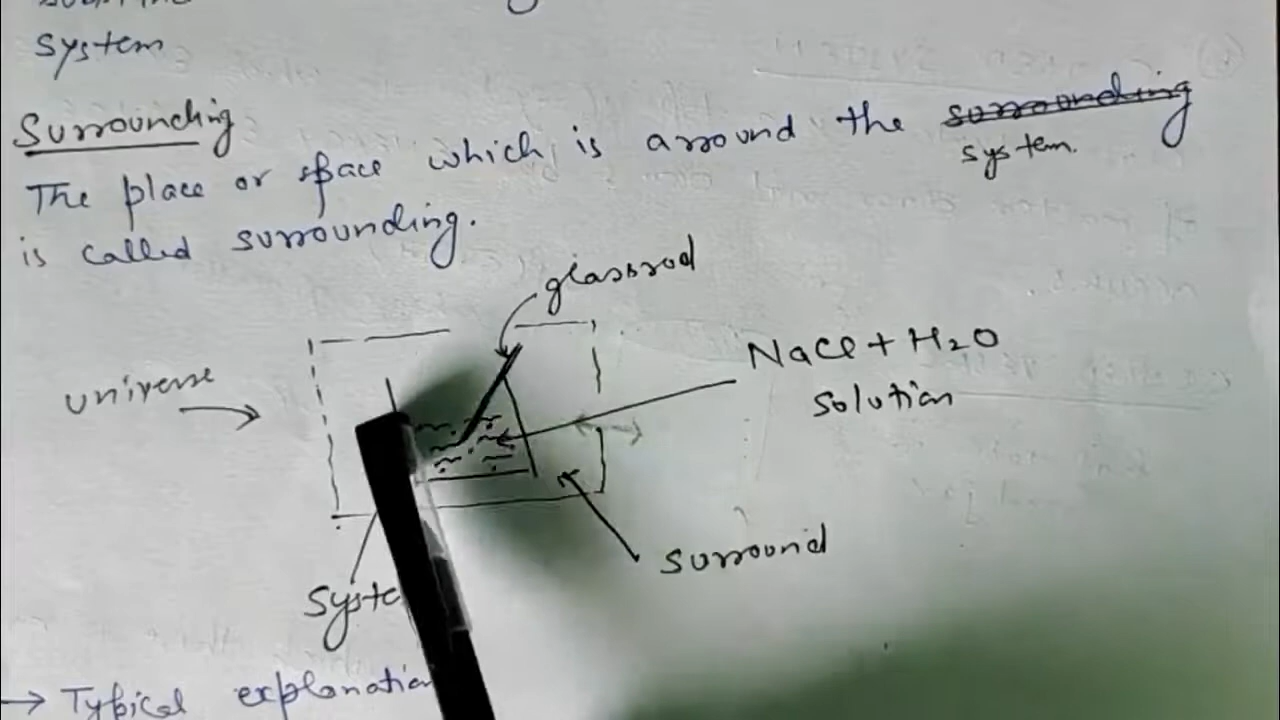 system
Surrounding
The place or space which is arround the surrounding
system.
is called surrounding.
glassrod
universe
NaCl + H2O
solution
surround
Syste
→ Typical explanation